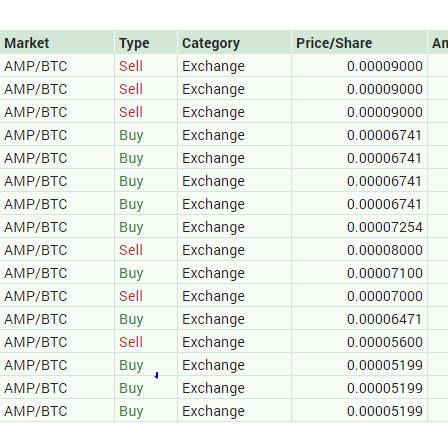 Market Type Category Price/Share Am
AMP/BTC Sell Exchange 0.00009000
AMP/BTC Sell Exchange 0.00009000
AMP/BTC Sell Exchange 0.00009000
AMP/BTC Buy Exchange 0.00006741
AMP/BTC Buy Exchange 0.00006741
AMP/BTC Buy Exchange 0.00006741
AMP/BTC Buy Exchange 0.00006741
AMP/BTC Buy Exchange 0.00007254
AMP/BTC Sell Exchange 0.00008000
AMP/BTC Buy Exchange 0.00007100
AMP/BTC Sell Exchange 0.00007000
AMP/BTC Buy Exchange 0.00006471
AMP/BTC Sell Exchange 0.00005600
AMP/BTC Buy Exchange 0.00005199
AMP/BTC Buy Exchange 0.00005199
AMP/BTC Buy Exchange 0.00005199